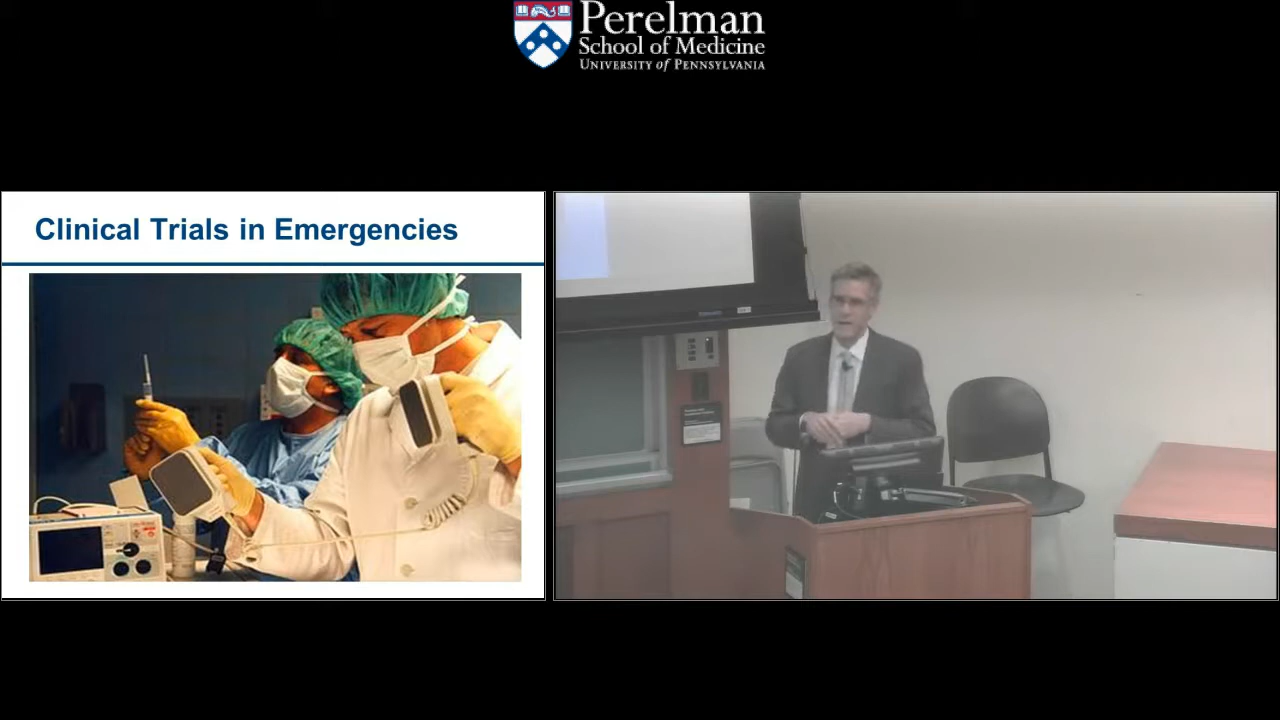 Perelman
School of Medicine
UNIVERSITY of PENNSYLVANIA
Clinical Trials in Emergencies